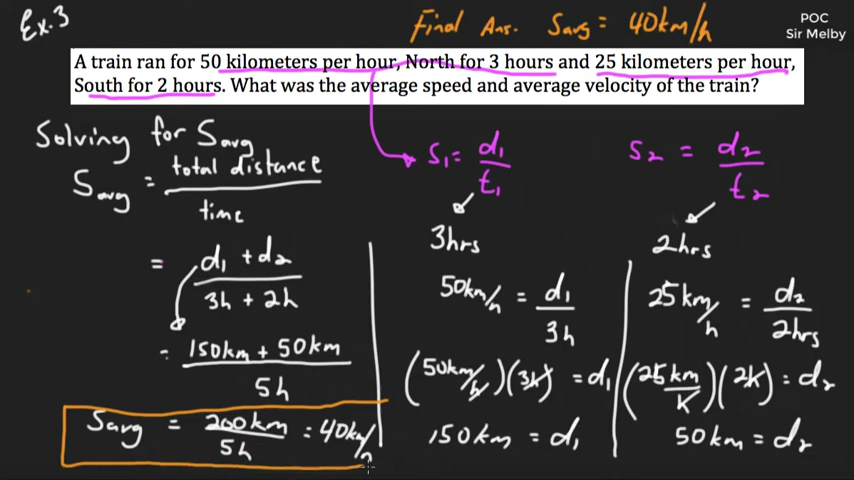 Ex.3
Final Ans. Savg = 40km/h
POC
Sir Melby
A train ran for 50 kilometers per hour, North for 3 hours and 25 kilometers per hour,
South for 2 hours. What was the average speed and average velocity of the train?
Solving for Savg
Savg = total distance / time
= d1 + d2 / 3h + 2h
= 150km + 50km / 5h
Savg = 200km / 5h = 40km/h
S1 = d1 / t1
3hrs
50km/h = d1 / 3h
(50km/h)(3h) = d1
150km = d1
S2 = d2 / t2
2hrs
25km/h = d2 / 2hrs
(25km/h)(2h) = d2
50km = d2